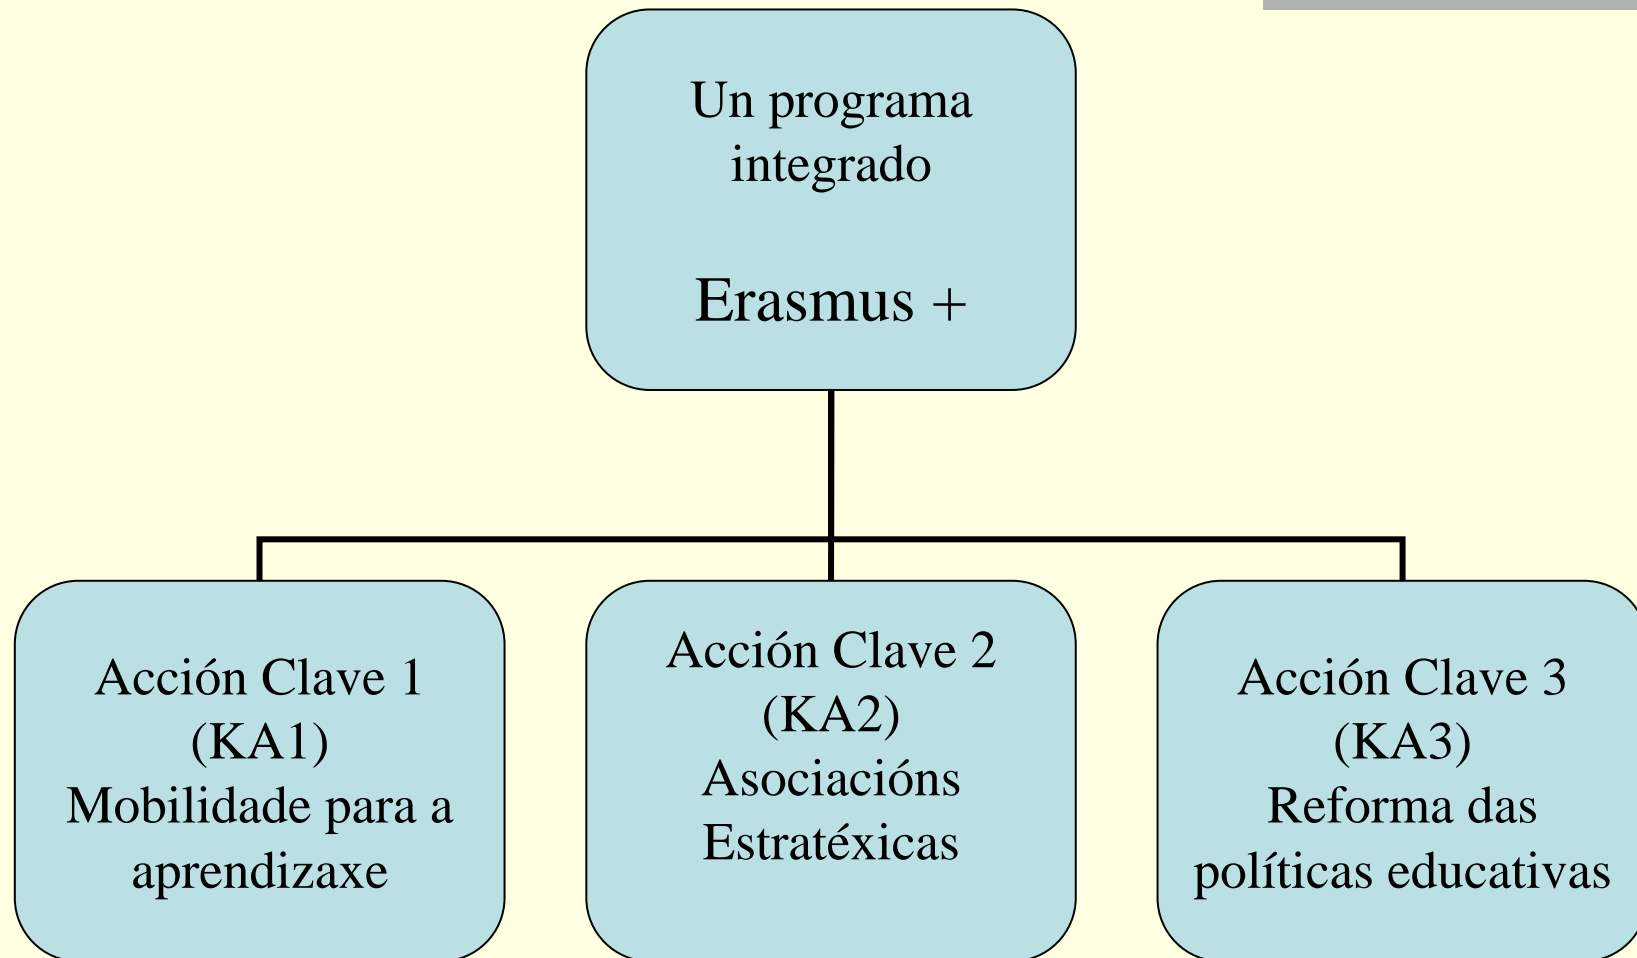 Un programa
integrado
Erasmus +
Acción Clave 1
(KA1)
Mobilidade para a
aprendizaxe
Acción Clave 2
(KA2)
Asociacións
Estratéxicas
Acción Clave 3
(KA3)
Reforma das
políticas educativas